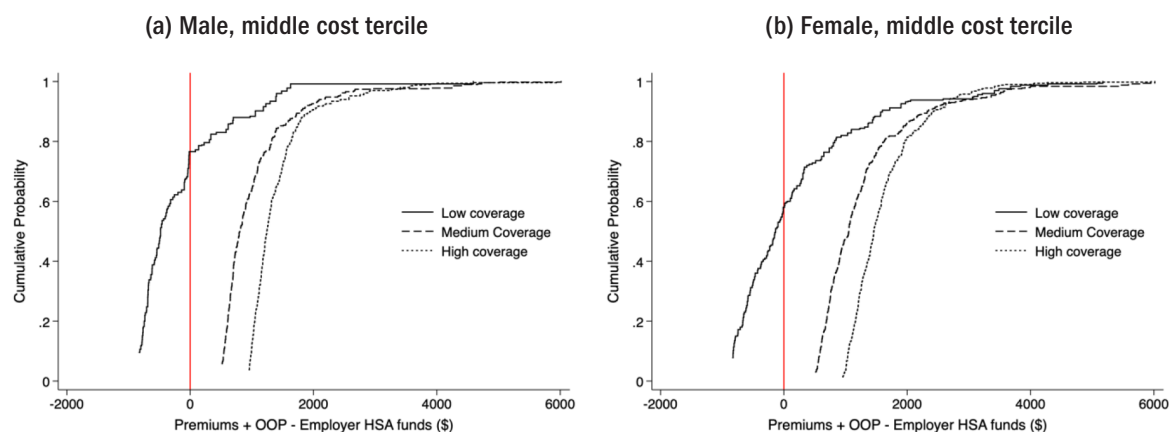 (a) Male, middle cost tercile
Cumulative Probability
1
.8
.6
.4
.2
0
Low coverage
Medium Coverage
High coverage
-2000 0 2000 4000 6000
Premiums + OOP - Employer HSA funds ($)
(b) Female, middle cost tercile
Cumulative Probability
1
.8
.6
.4
.2
0
Low coverage
Medium Coverage
High coverage
-2000 0 2000 4000 6000
Premiums + OOP - Employer HSA funds ($)